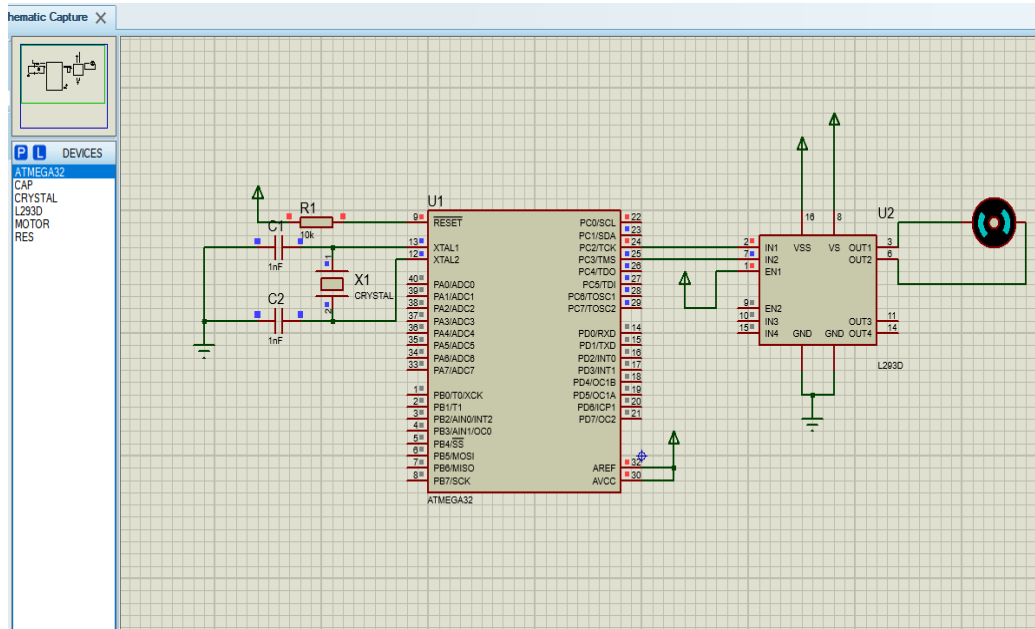 hematic Capture X
P L DEVICES
ATMEGA32
CAP
CRYSTAL
L293D
MOTOR
RES
R1
10k
C1
1nF
X1
CRYSTAL
1
2
C2
1nF
U1
9 RESET
13 XTAL1
12 XTAL2
40 PA0/ADC0
39 PA1/ADC1
38 PA2/ADC2
37 PA3/ADC3
36 PA4/ADC4
35 PA5/ADC5
34 PA6/ADC6
33 PA7/ADC7
1 PB0/T0/XCK
2 PB1/T1
3 PB2/AIN0/INT2
4 PB3/AIN1/OC0
5 PB4/SS
6 PB5/MOSI
7 PB6/MISO
8 PB7/SCK
PC0/SCL 22
PC1/SDA 23
PC2/TCK 24
PC3/TMS 25
PC4/TDO 26
PC5/TDI 27
PC6/TOSC1 28
PC7/TOSC2 29
PD0/RXD 14
PD1/TXD 15
PD2/INT0 16
PD3/INT1 17
PD4/OC1B 18
PD5/OC1A 19
PD6/ICP1 20
PD7/OC2 21
AREF 32
AVCC 30
ATMEGA32
U2
16 8
VSS VS
2 IN1
7 IN2
1 EN1
9 EN2
10 IN3
15 IN4
OUT1 3
OUT2 6
OUT3 11
OUT4 14
GND GND
L293D